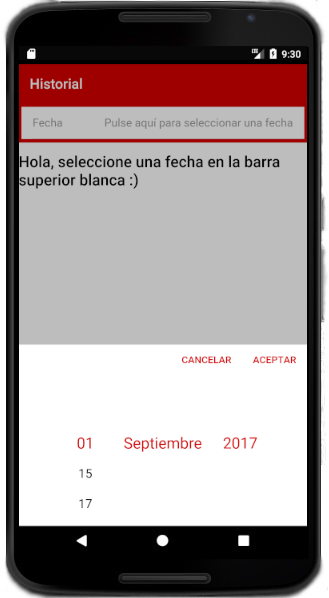 9:30
Historial
Fecha Pulse aquí para seleccionar una fecha
Hola, seleccione una fecha en la barra
superior blanca :)
CANCELAR ACEPTAR
01 Septiembre 2017
15
17